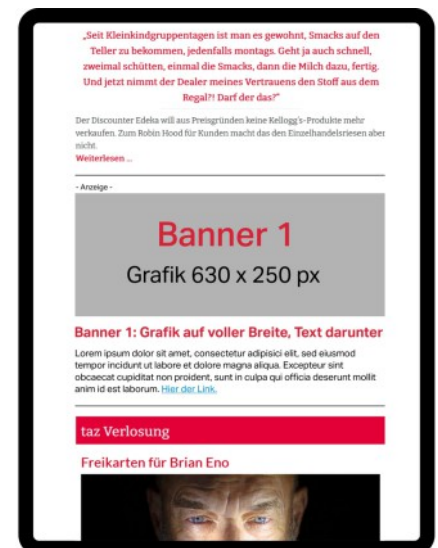 „Seit Kleinkindgruppentagen ist man es gewohnt, Smacks auf den
Teller zu bekommen, jedenfalls montags. Geht ja auch schnell,
zweimal schütten, einmal die Smacks, dann die Milch dazu, fertig.
Und jetzt nimmt der Dealer meines Vertrauens den Stoff aus dem
Regal?! Darf der das?“
Der Discounter Edeka will aus Preisgründen keine Kellogg's-Produkte mehr
verkaufen. Zum Robin Hood für Kunden macht das den Einzelhandelsriesen aber
nicht.
Weiterlesen ...
- Anzeige -
Banner 1
Grafik 630 x 250 px
Banner 1: Grafik auf voller Breite, Text darunter
Lorem ipsum dolor sit amet, consectetur adipisici elit, sed eiusmod
tempor incidunt ut labore et dolore magna aliqua. Excepteur sint
obcaecat cupiditat non proident, sunt in culpa qui officia deserunt mollit
anim id est laborum. Hier der Link.
taz Verlosung
Freikarten für Brian Eno